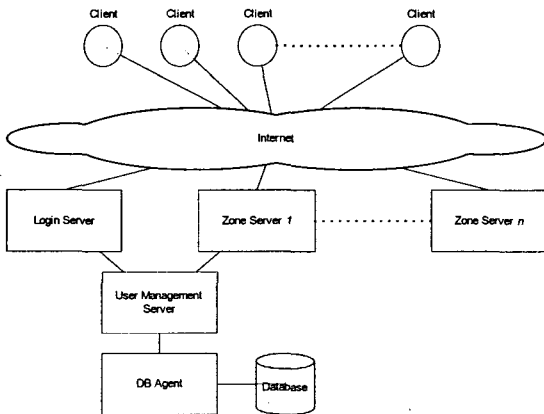 Client
Client
Client
Client
Internet
Login Server
Zone Server 1
Zone Server n
User Management
Server
DB Agent
Database